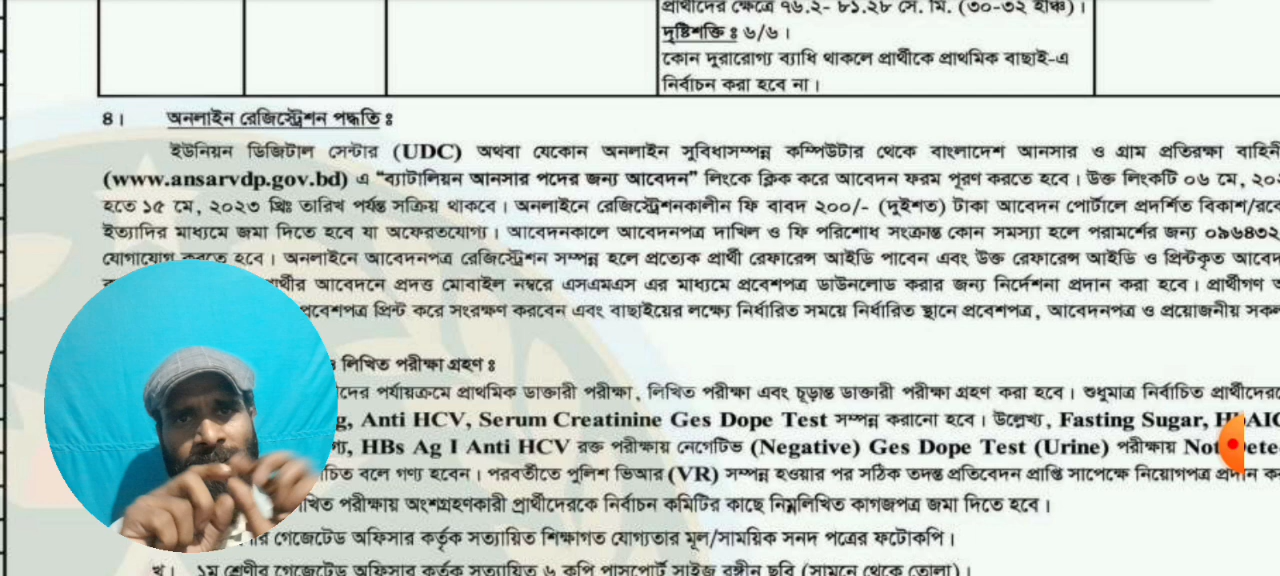 প্রার্থীদের ক্ষেত্রে ৭৬.২- ৮১.২৮ সে. মি. (৩০-৩২ ইঞ্চি)।
দৃষ্টিশক্তি ঃ ৬/৬।
কোন দুরারোগ্য ব্যাধি থাকলে প্রার্থীকে প্রাথমিক বাছাই-এ
নির্বাচন করা হবে না।
৪। অনলাইন রেজিস্ট্রেশন পদ্ধতি ঃ
ইউনিয়ন ডিজিটাল সেন্টার (UDC) অথবা যেকোন অনলাইন সুবিধাসম্পন্ন কম্পিউটার থেকে বাংলাদেশ আনসার ও গ্রাম প্রতিরক্ষা বাহিনী
(www.ansarvdp.gov.bd) এ “ব্যাটালিয়ন আনসার পদের জন্য আবেদন” লিংকে ক্লিক করে আবেদন ফরম পূরণ করতে হবে। উক্ত লিংকটি ০৬ মে, ২০২
হতে ১৫ মে, ২০২৩ খ্রিঃ তারিখ পর্যন্ত সক্রিয় থাকবে। অনলাইনে রেজিস্ট্রেশনকালীন ফি বাবদ ২০০/- (দুইশত) টাকা আবেদন পোর্টালে প্রদর্শিত বিকাশ/রকে
ইত্যাদির মাধ্যমে জমা দিতে হবে যা অফেরতযোগ্য। আবেদনকালে আবেদনপত্র দাখিল ও ফি পরিশোধ সংক্রান্ত কোন সমস্যা হলে পরামর্শের জন্য ০৯৬৪৩২
যোগাযোগ করতে হবে। অনলাইনে আবেদনপত্র রেজিস্ট্রেশন সম্পন্ন হলে প্রত্যেক প্রার্থী রেফারেন্স আইডি পাবেন এবং উক্ত রেফারেন্স আইডি ও প্রিন্টকৃত আবেদ
প্রার্থীর আবেদনে প্রদত্ত মোবাইল নম্বরে এসএমএস এর মাধ্যমে প্রবেশপত্র ডাউনলোড করার জন্য নির্দেশনা প্রদান করা হবে। প্রার্থীগণ
প্রবেশপত্র প্রিন্ট করে সংরক্ষণ করবেন এবং বাছাইয়ের লক্ষ্যে নির্ধারিত সময়ে নির্ধারিত স্থানে প্রবেশপত্র, আবেদনপত্র ও প্রয়োজনীয় সকল
লিখিত পরীক্ষা গ্রহণ ঃ
দের পর্যায়ক্রমে প্রাথমিক ডাক্তারী পরীক্ষা, লিখিত পরীক্ষা এবং চূড়ান্ত ডাক্তারী পরীক্ষা গ্রহণ করা হবে। শুধুমাত্র নির্বাচিত প্রার্থীদের
g, Anti HCV, Serum Creatinine Ges Dope Test সম্পন্ন করানো হবে। উল্লেখ্য, Fasting Sugar,
HBs Ag I Anti HCV রক্ত পরীক্ষায় নেগেটিভ (Negative) Ges Dope Test (Urine) পরীক্ষায় Not
চিত বলে গণ্য হবেন। পরবর্তীতে পুলিশ ভিআর (VR) সম্পন্ন হওয়ার পর সঠিক তদন্ত প্রতিবেদন প্রাপ্তি সাপেক্ষে নিয়োগপত্র প্রদান
খিত পরীক্ষায় অংশগ্রহণকারী প্রার্থীদেরকে নির্বাচন কমিটির কাছে নিম্নলিখিত কাগজপত্র জমা দিতে হবে।
গেজেটেড অফিসার কর্তৃক সত্যায়িত শিক্ষাগত যোগ্যতার মূল/সাময়িক সনদ পত্রের ফটোকপি।
খ। ১ম শ্রেণীর গেজেটেড অফিসার কর্তৃক সত্যায়িত ৬ কপি পাসপোর্ট সাইজ রঙ্গীন ছবি (সামনে থেকে তোলা)।